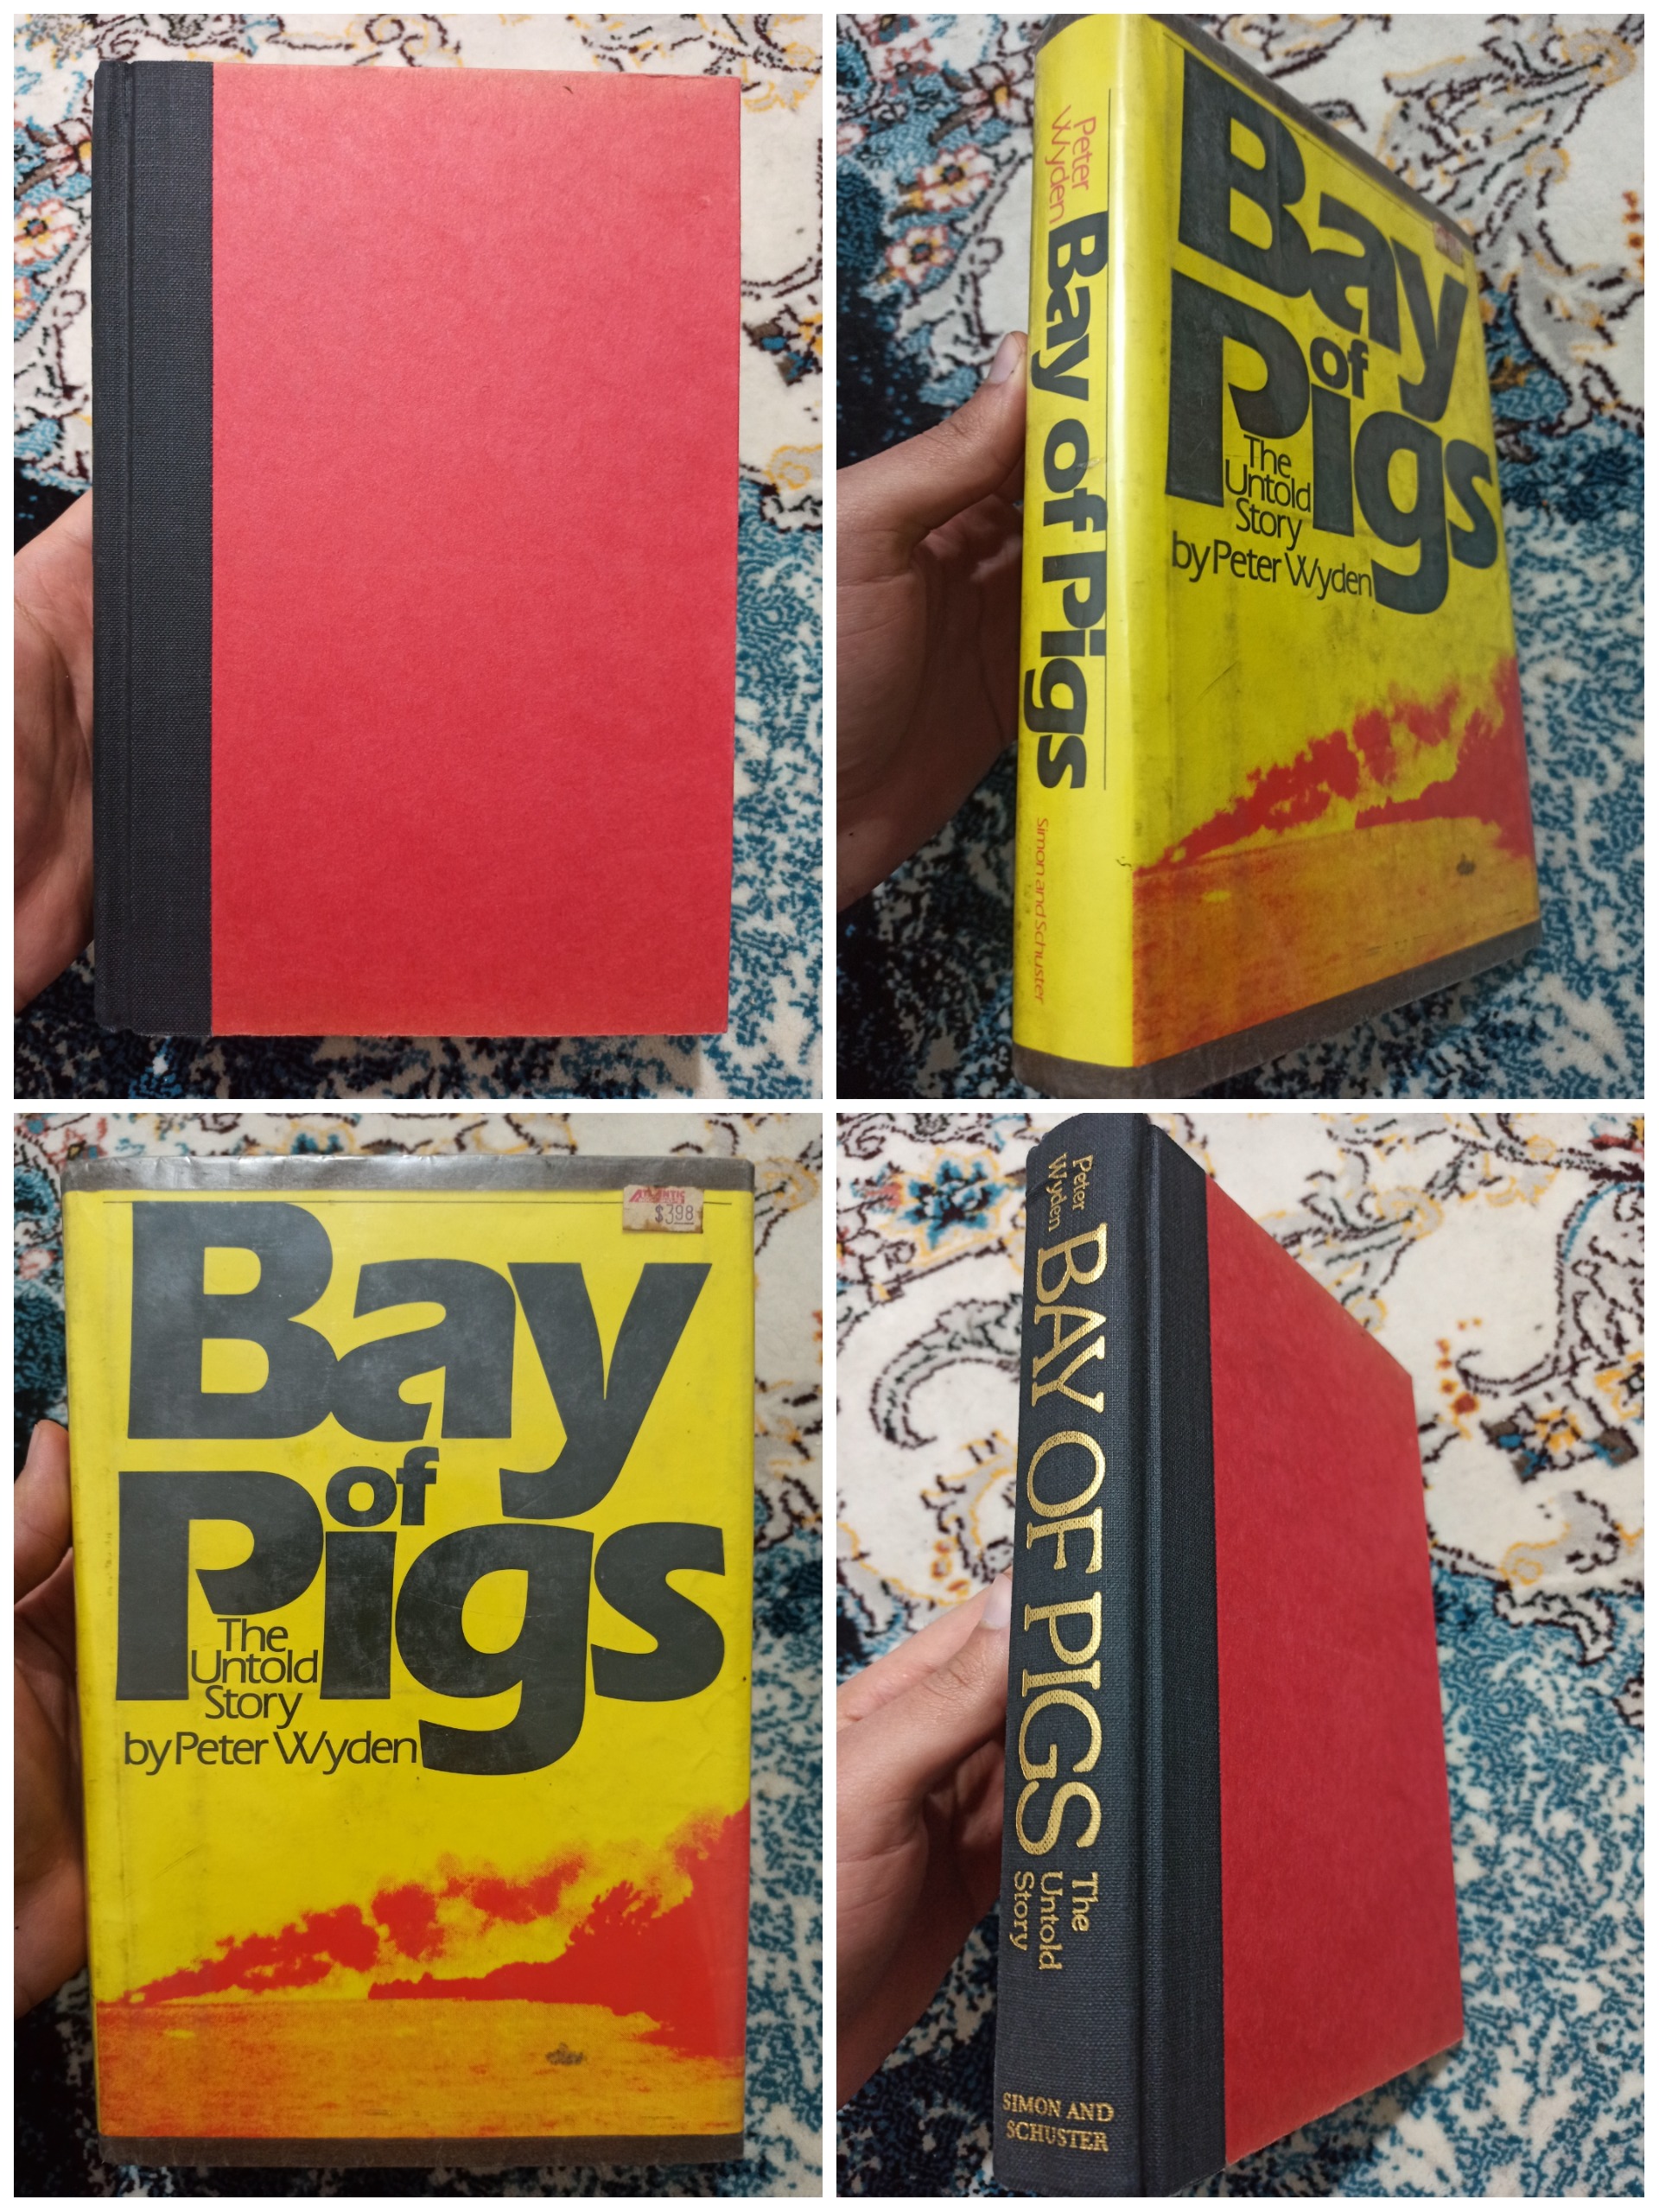 Peter
Wyden
Bay of Pigs
Simon and Schuster
Bay
of
Pigs
The
Untold
Story
by Peter Wyden
ATLANTIC
$3.98
Bay
of
Pigs
The
Untold
Story
by Peter Wyden
Peter
Wyden
BAY OF PIGS
The
Untold
Story
SIMON AND
SCHUSTER